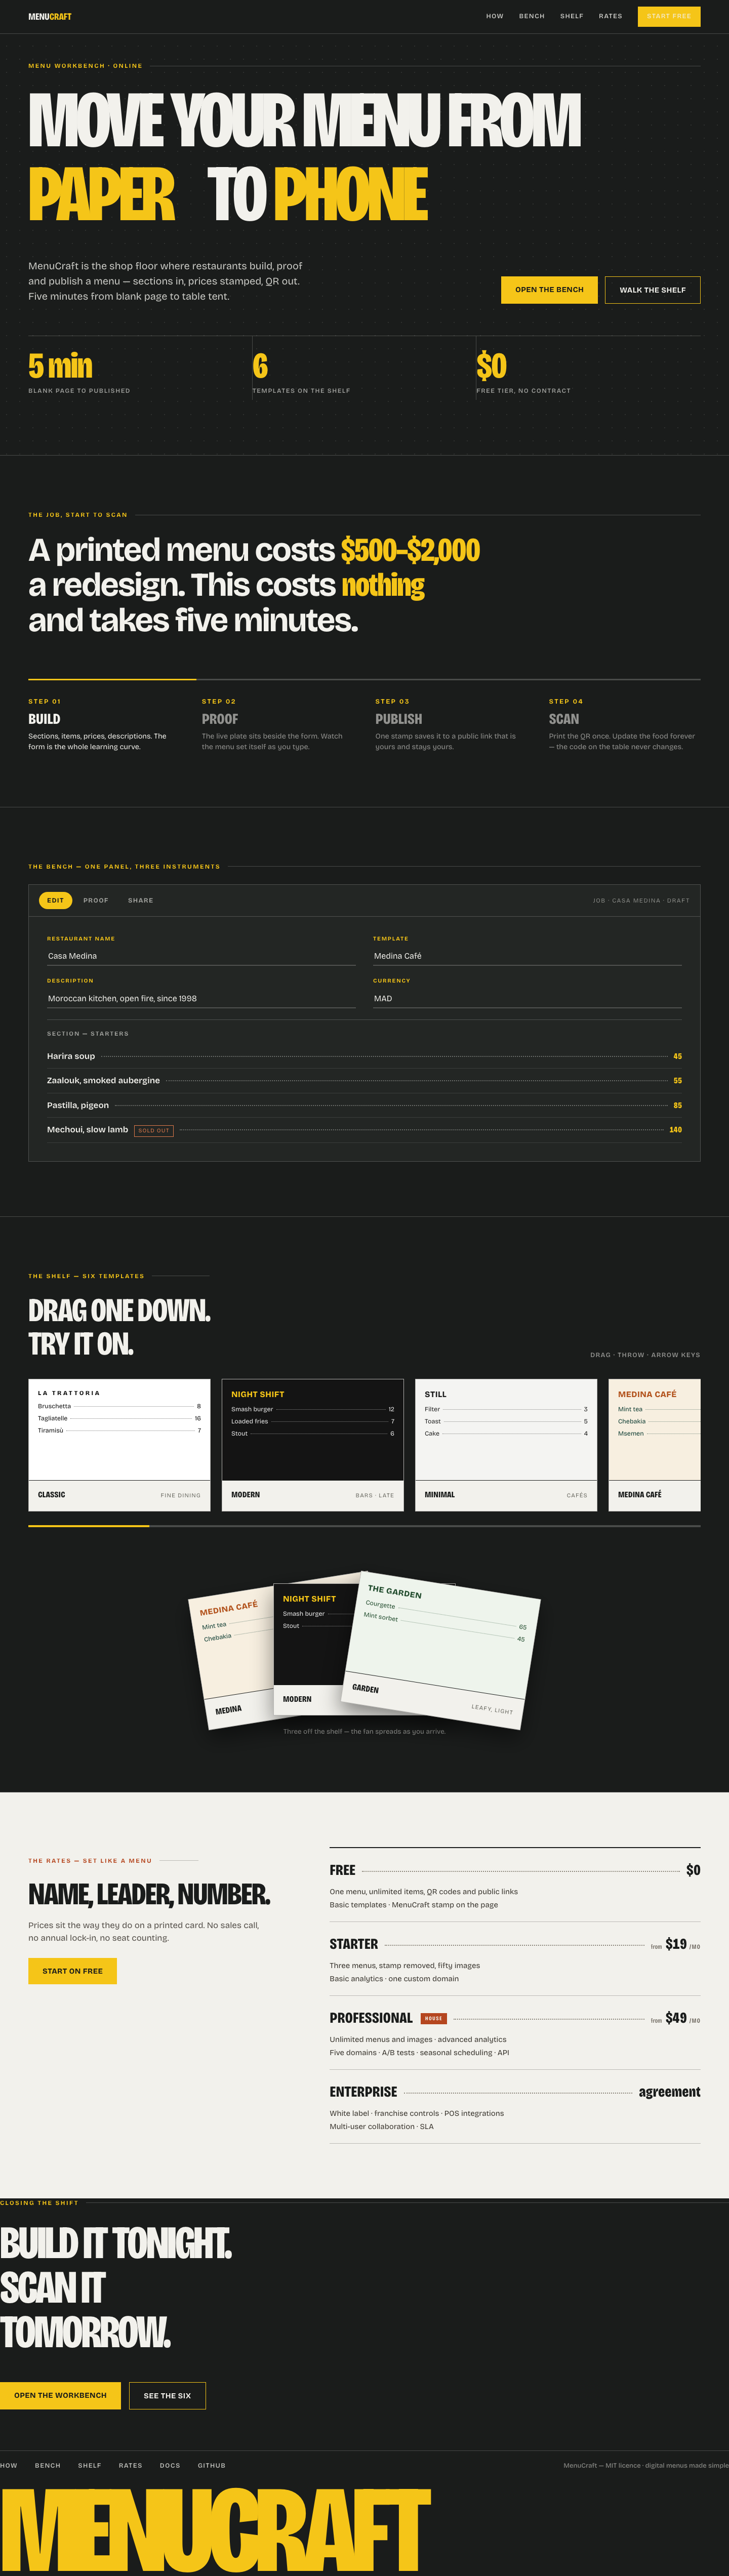 MENUCRAFT
HOW BENCH SHELF RATES START FREE
MENU WORKBENCH · ONLINE
MOVE YOUR MENU FROM
PAPER TO PHONE
MenuCraft is the shop floor where restaurants build, proof
and publish a menu — sections in, prices stamped, QR out.
Five minutes from blank page to table tent.
OPEN THE BENCH WALK THE SHELF
5 min 6 $0
BLANK PAGE TO PUBLISHED TEMPLATES ON THE SHELF FREE TIER, NO CONTRACT
THE JOB, START TO SCAN
A printed menu costs $500–$2,000
a redesign. This costs nothing
and takes five minutes.
STEP 01 STEP 02 STEP 03 STEP 04
BUILD PROOF PUBLISH SCAN
Sections, items, prices, descriptions. The
form is the whole learning curve.
The live plate sits beside the form. Watch
the menu set itself as you type.
One stamp saves it to a public link that is
yours and stays yours.
Print the QR once. Update the food forever
— the code on the table never changes.
THE BENCH — ONE PANEL, THREE INSTRUMENTS
EDIT PROOF SHARE JOB · CASA MEDINA · DRAFT
RESTAURANT NAME TEMPLATE
Casa Medina Medina Café
DESCRIPTION CURRENCY
Moroccan kitchen, open fire, since 1998 MAD
SECTION — STARTERS
Harira soup 45
Zaalouk, smoked aubergine 55
Pastilla, pigeon 85
Mechoui, slow lamb SOLD OUT 140
THE SHELF — SIX TEMPLATES
DRAG ONE DOWN.
TRY IT ON.
DRAG · THROW · ARROW KEYS
LA TRATTORIA
Bruschetta 8
Tagliatelle 16
Tiramisù 7
CLASSIC FINE DINING
NIGHT SHIFT
Smash burger 12
Loaded fries 7
Stout 6
MODERN BARS · LATE
STILL
Filter 3
Toast 5
Cake 4
MINIMAL CAFÉS
MEDINA CAFÉ
Mint tea
Chebakia
Msemen
MEDINA CAFÉ
MEDINA CAFÉ
Mint tea
Chebakia
MEDINA
NIGHT SHIFT
Smash burger
Stout
MODERN
THE GARDEN
Courgette 65
Mint sorbet 45
GARDEN LEAFY, LIGHT
Three off the shelf — the fan spreads as you arrive.
THE RATES — SET LIKE A MENU
NAME, LEADER, NUMBER.
Prices sit the way they do on a printed card. No sales call,
no annual lock-in, no seat counting.
START ON FREE
FREE $0
One menu, unlimited items, QR codes and public links
Basic templates · MenuCraft stamp on the page
STARTER from $19 /MO
Three menus, stamp removed, fifty images
Basic analytics · one custom domain
PROFESSIONAL HOUSE from $49 /MO
Unlimited menus and images · advanced analytics
Five domains · A/B tests · seasonal scheduling · API
ENTERPRISE agreement
White label · franchise controls · POS integrations
Multi-user collaboration · SLA
CLOSING THE SHIFT
BUILD IT TONIGHT.
SCAN IT
TOMORROW.
OPEN THE WORKBENCH SEE THE SIX
HOW BENCH SHELF RATES DOCS GITHUB
MenuCraft — MIT licence · digital menus made simple
MENUCRAFT